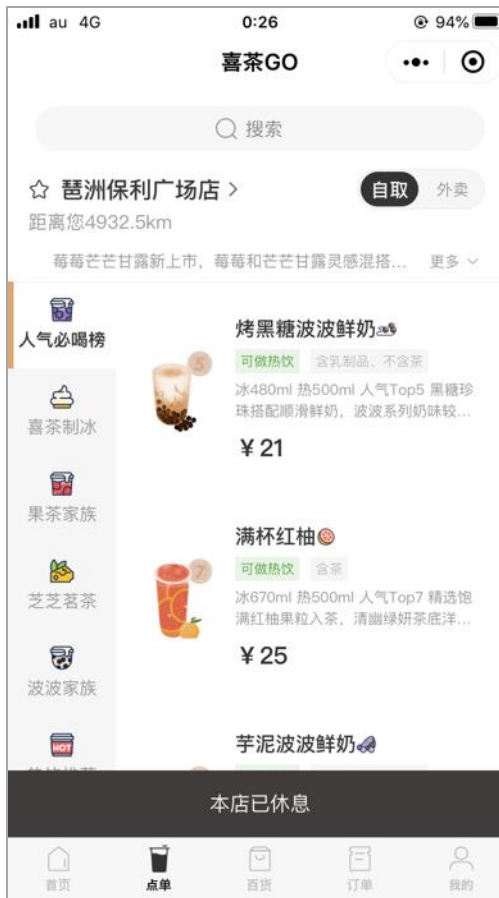 au 4G 0:26 94%
喜茶GO
搜索
琶洲保利广场店 >
自取 外卖
距离您4932.5km
莓莓芒芒甘露新上市，莓莓和芒芒甘露灵感混搭... 更多
人气必喝榜
喜茶制冰
果茶家族
芝芝茗茶
波波家族
HOT
5
烤黑糖波波鲜奶
可做热饮 含乳制品、不含茶
冰480ml 热500ml 人气Top5 黑糖珍
珠搭配顺滑鲜奶，波波系列奶味较...
¥21
7
满杯红柚
可做热饮 含茶
冰670ml 热500ml 人气Top7 精选饱
满红柚果粒入茶，清幽绿妍茶底洋...
¥25
芋泥波波鲜奶
本店已休息
首页 点单 百货 订单 我的